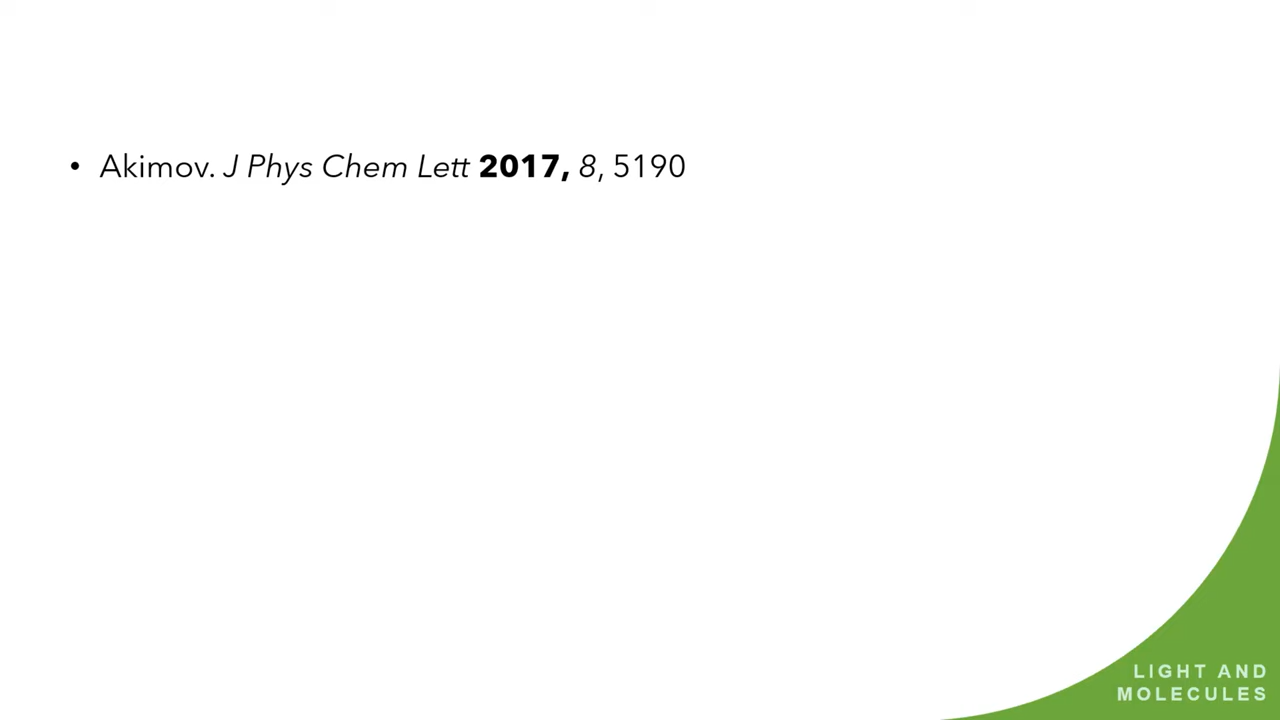 • Akimov. J Phys Chem Lett 2017, 8, 5190
LIGHT AND
MOLECULES